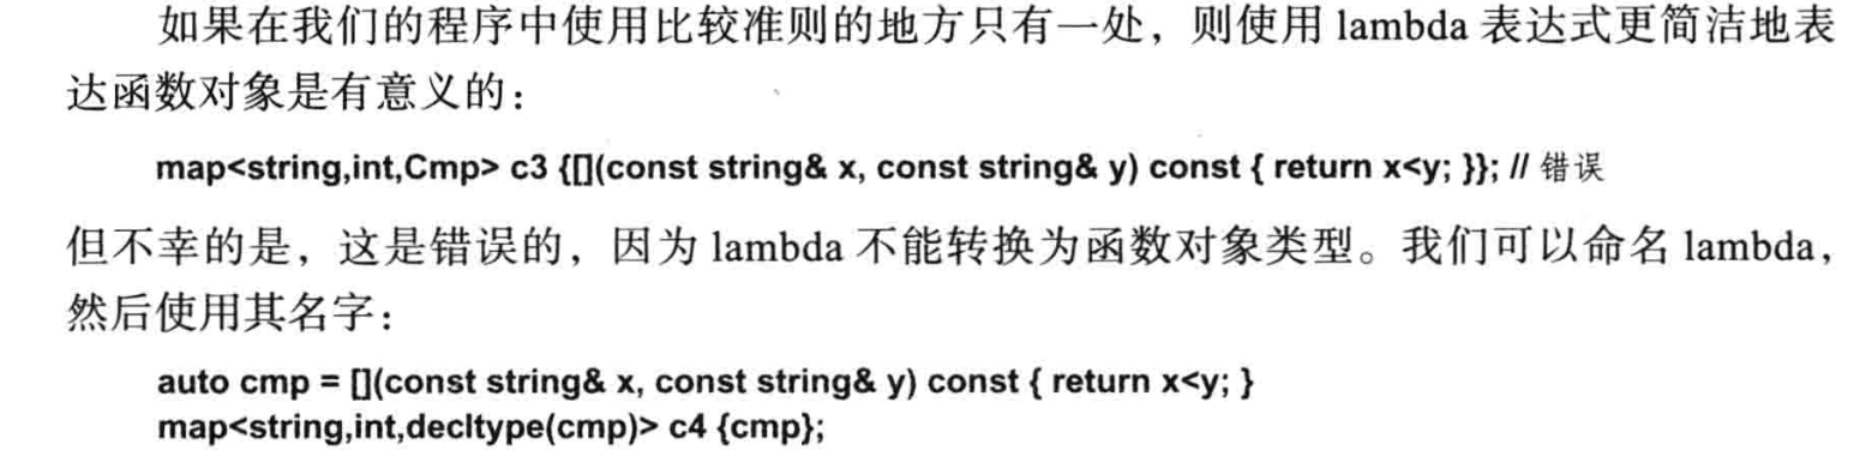 如果在我们的程序中使用比较准则的地方只有一处，则使用 lambda 表达式更简洁地表
达函数对象是有意义的：
map<string,int,Cmp> c3 {[](const string& x, const string& y) const { return x<y; }}; // 错误
但不幸的是，这是错误的，因为 lambda 不能转换为函数对象类型。我们可以命名 lambda，
然后使用其名字：
auto cmp = [](const string& x, const string& y) const { return x<y; }
map<string,int,decltype(cmp)> c4 {cmp};